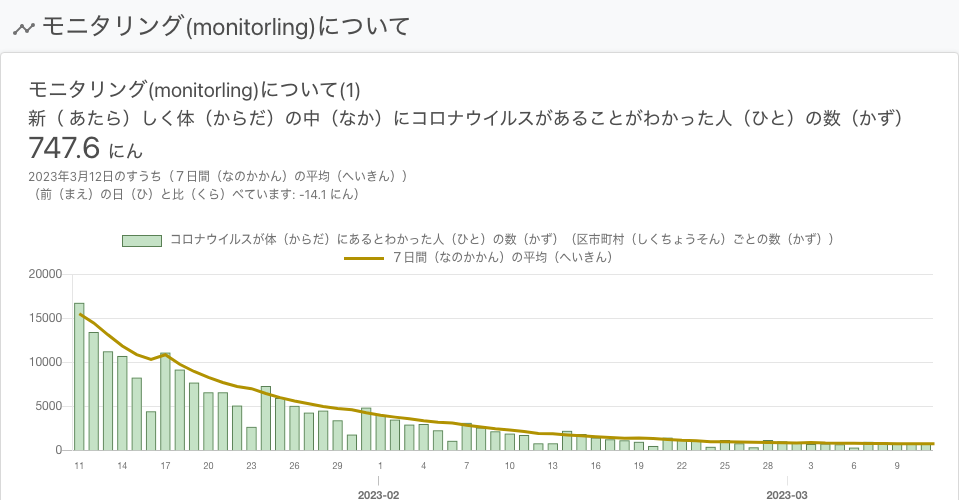 モニタリング(monitorling)について
モニタリング(monitorling)について(1)
新（ あたら）しく体（からだ）の中（なか）にコロナウイルスがあることがわかった人（ひと）の数（かず）
747.6 にん
2023年3月12日のすうち（７日間（なのかかん）の平均（へいきん））
（前（まえ）の日（ひ）と比（くら）べています: -14.1 にん）
コロナウイルスが体（からだ）にあるとわかった人（ひと）の数（かず）（区市町村（しくちょうそん）ごとの数（かず））
７日間（なのかかん）の平均（へいきん）
20000
15000
10000
5000
0
11 14 17 20 23 26 29 1 4 7 10 13 16 19 22 25 28 3 6 9
2023-02 2023-03